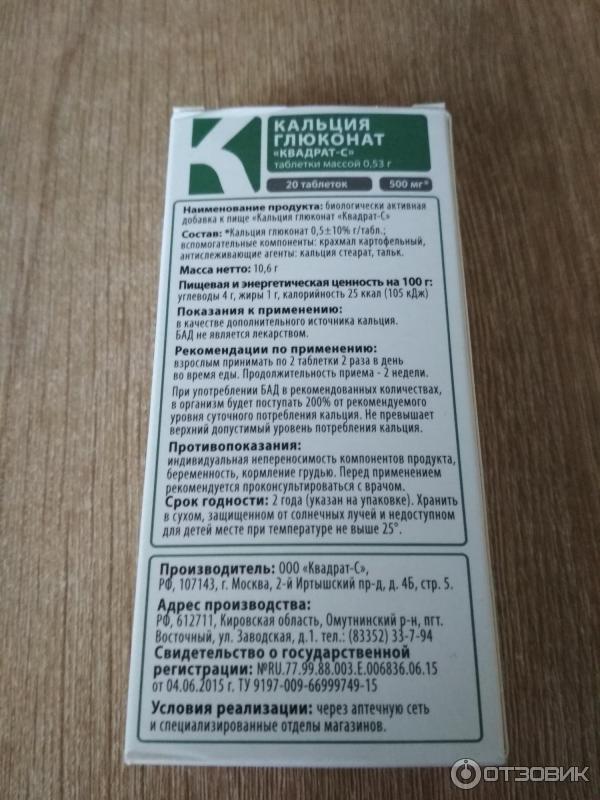 К
КАЛЬЦИЯ
ГЛЮКОНАТ
«КВАДРАТ-С»
таблетки массой 0,53 г
20 таблеток
500 мг*
Наименование продукта: биологически активная
добавка к пище «Кальция глюконат «Квадрат-С»
Состав: *Кальция глюконат 0,5±10% г/табл.;
вспомогательные компоненты: крахмал картофельный,
антислеживающие агенты: кальция стеарат, тальк.
Масса нетто: 10,6 г
Пищевая и энергетическая ценность на 100 г:
углеводы 4 г, жиры 1 г, калорийность 25 ккал (105 кДж)
Показания к применению:
в качестве дополнительного источника кальция.
БАД не является лекарством.
Рекомендации по применению:
взрослым принимать по 2 таблетки 2 раза в день
во время еды. Продолжительность приема - 2 недели.
При употреблении БАД в рекомендованных количествах,
в организм будет поступать 200% от рекомендуемого
уровня суточного потребления кальция. Не превышает
верхний допустимый уровень потребления кальция.
Противопоказания:
индивидуальная непереносимость компонентов продукта,
беременность, кормление грудью. Перед применением
рекомендуется проконсультироваться с врачом.
Срок годности: 2 года (указан на упаковке). Хранить
в сухом, защищенном от солнечных лучей и недоступном
для детей месте при температуре не выше 25°.
Производитель: ООО «Квадрат-С»,
РФ, 107143, г. Москва, 2-й Иртышский пр-д, д. 4Б, стр. 5.
Адрес производства:
РФ, 612711, Кировская область, Омутнинский р-н, пгт.
Восточный, ул. Заводская, д.1. тел.: (83352) 33-7-94
Свидетельство о государственной
регистрации: №RU.77.99.88.003.Е.006836.06.15
от 04.06.2015 г. ТУ 9197-009-66999749-15
Условия реализации: через аптечную сеть
и специализированные отделы магазинов.
ОТЗОВИК